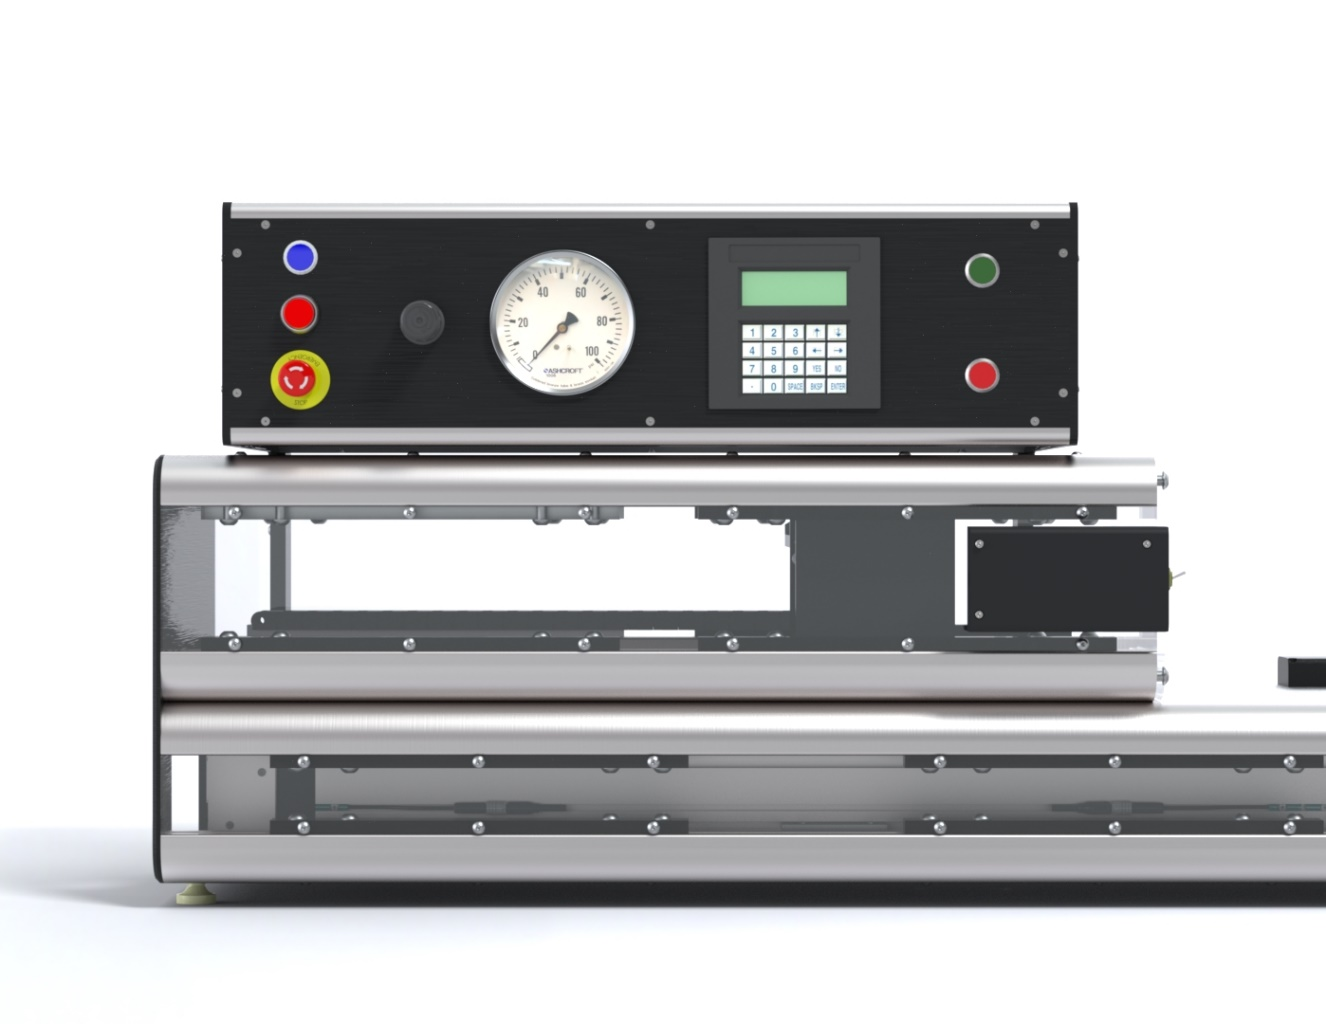 40 60
20 80
0 100
ASHCROFT
1 2 3 ↑ ↓
4 5 6 ← →
7 8 9 YES NO
- 0 SPACE BKSP ENTER
STOP